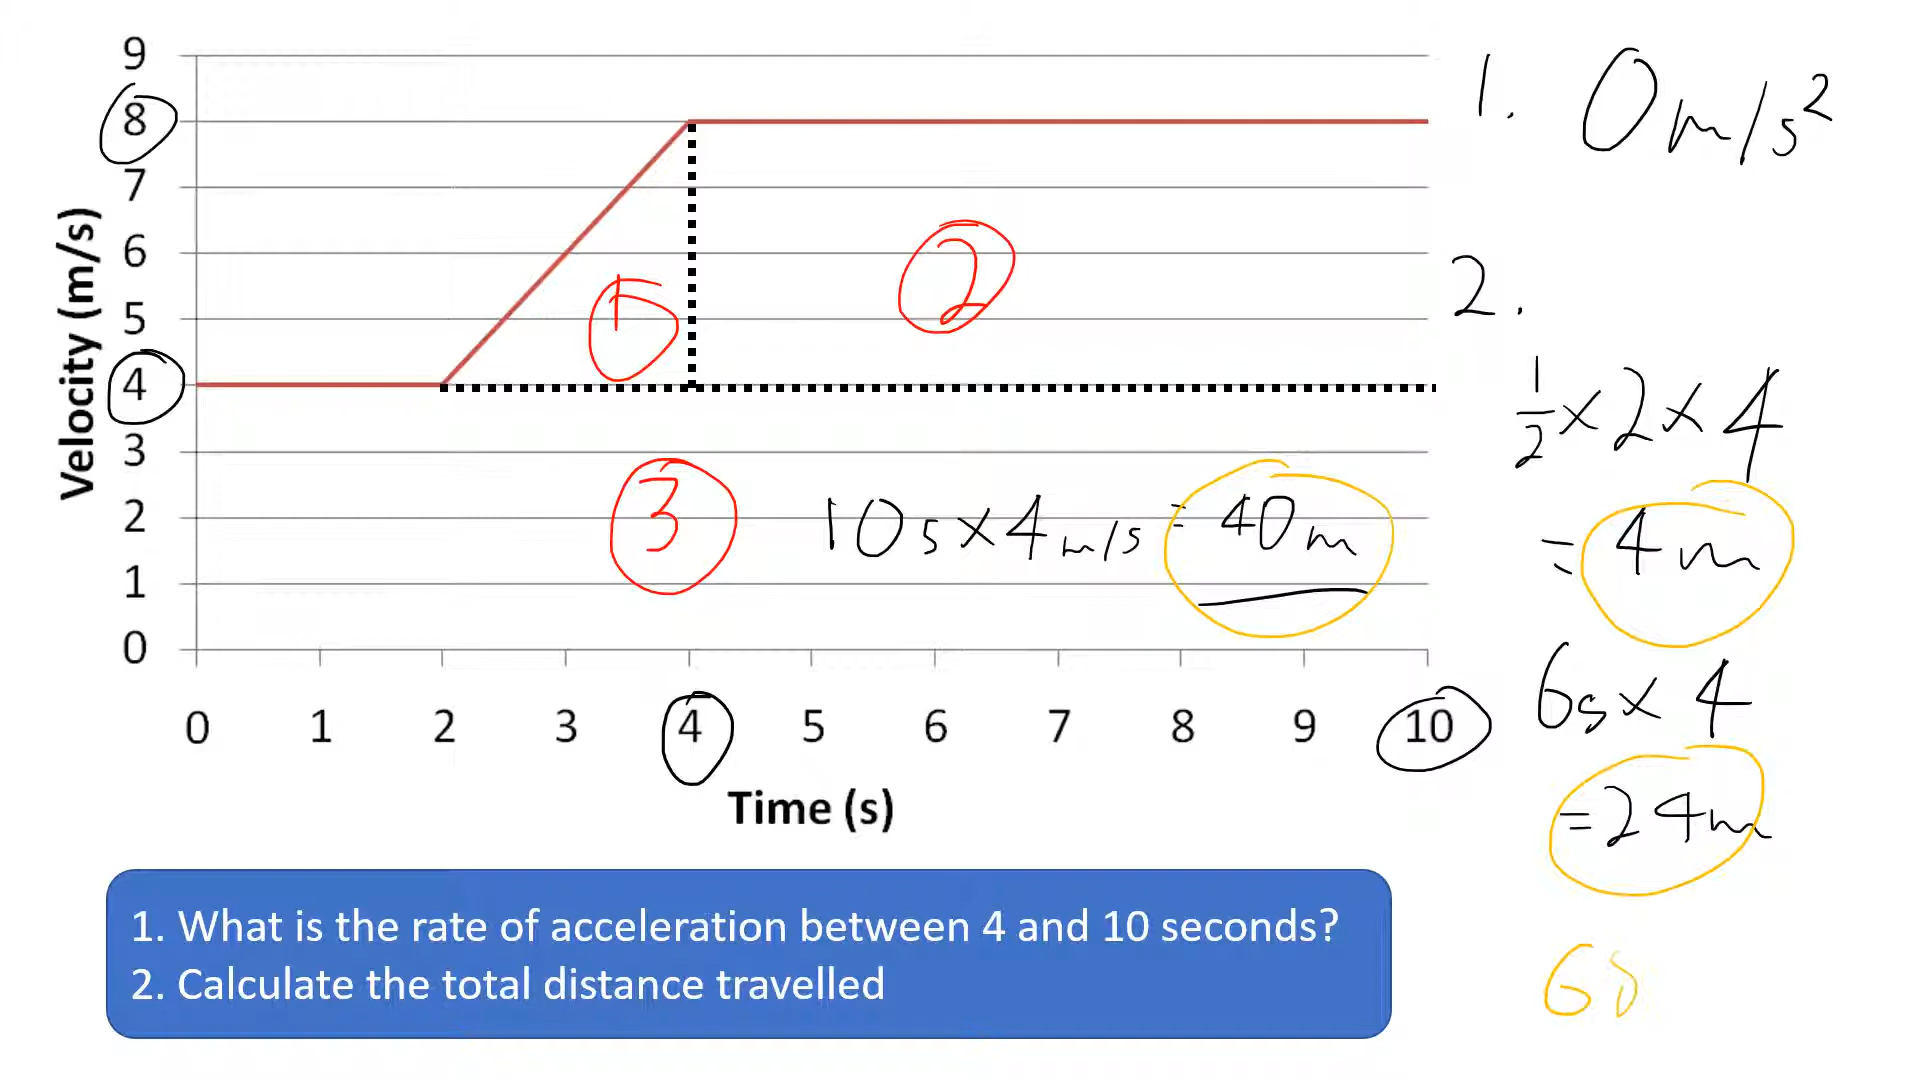 9
8
7
6
5
4
3
2
1
0
Velocity (m/s)
0 1 2 3 4 5 6 7 8 9 10
Time (s)
1
2
3
10s×4m/s = 40m
1. 0m/s²
2.
½×2×4
= 4m
6s×4
=24m
68
1. What is the rate of acceleration between 4 and 10 seconds?
2. Calculate the total distance travelled